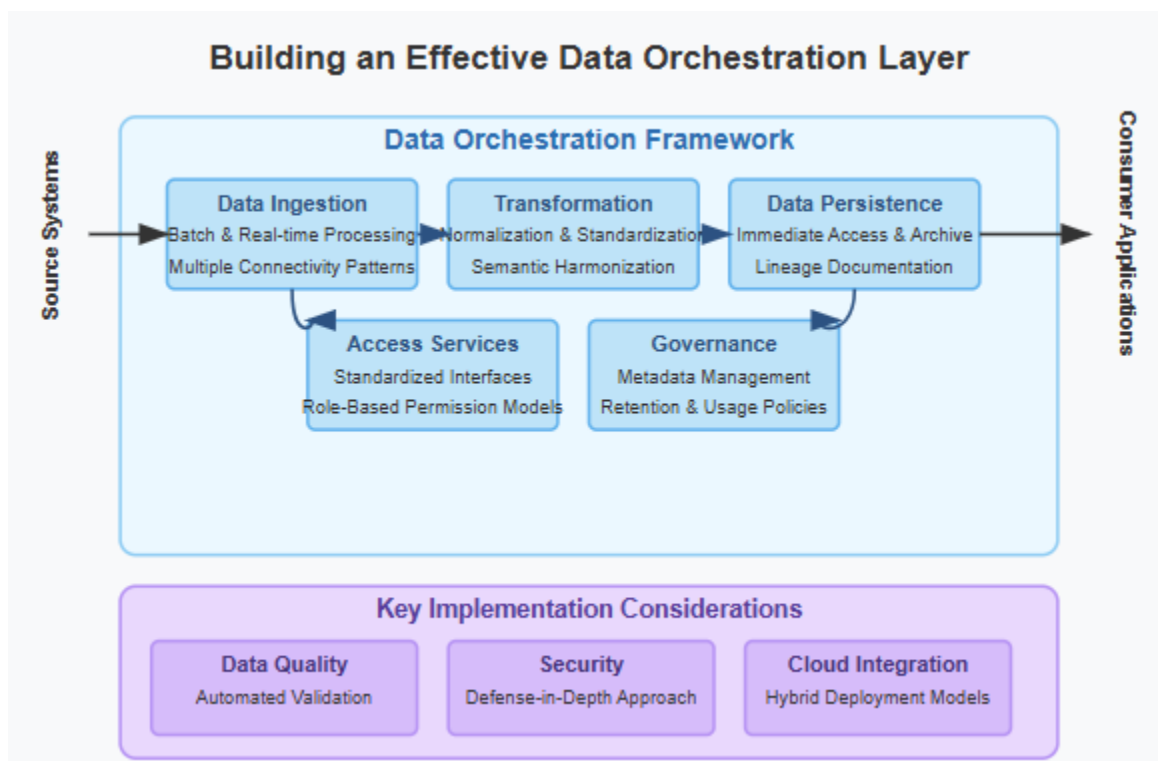 Building an Effective Data Orchestration Layer
Source Systems
Consumer Applications
Data Orchestration Framework
Data Ingestion
Batch & Real-time Processing
Multiple Connectivity Patterns
Transformation
Normalization & Standardization
Semantic Harmonization
Data Persistence
Immediate Access & Archive
Lineage Documentation
Access Services
Standardized Interfaces
Role-Based Permission Models
Governance
Metadata Management
Retention & Usage Policies
Key Implementation Considerations
Data Quality
Automated Validation
Security
Defense-in-Depth Approach
Cloud Integration
Hybrid Deployment Models